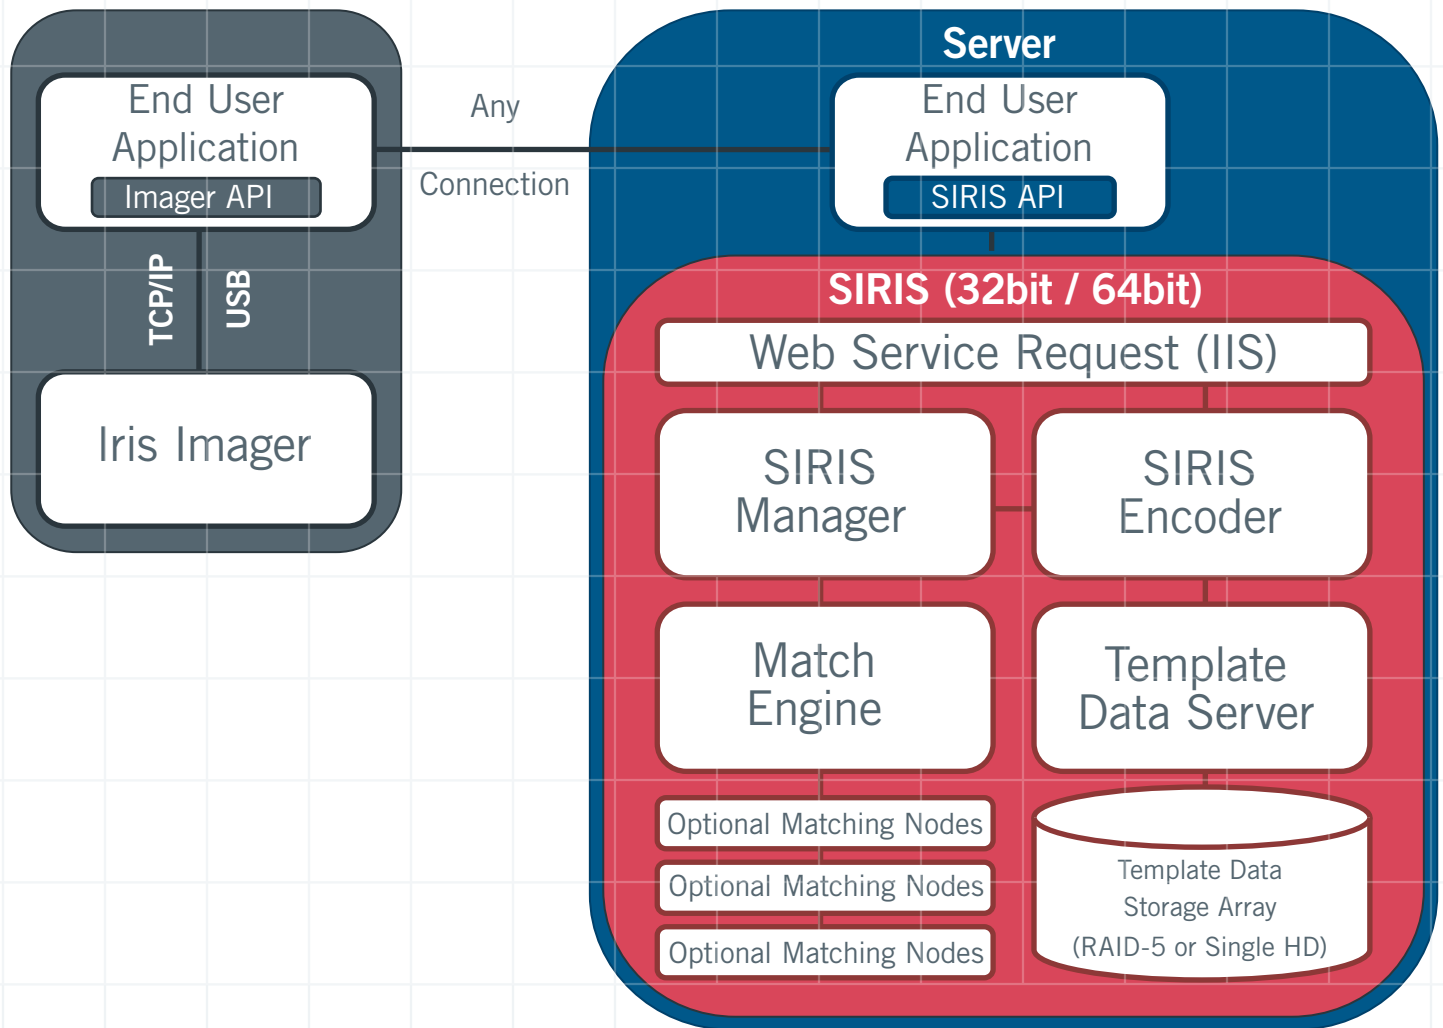 End User
Application
Imager API
TCP/IP
USB
Iris Imager
Any
Connection
Server
End User
Application
SIRIS API
SIRIS (32bit / 64bit)
Web Service Request (IIS)
SIRIS
Manager
SIRIS
Encoder
Match
Engine
Template
Data Server
Optional Matching Nodes
Optional Matching Nodes
Optional Matching Nodes
Template Data
Storage Array
(RAID-5 or Single HD)